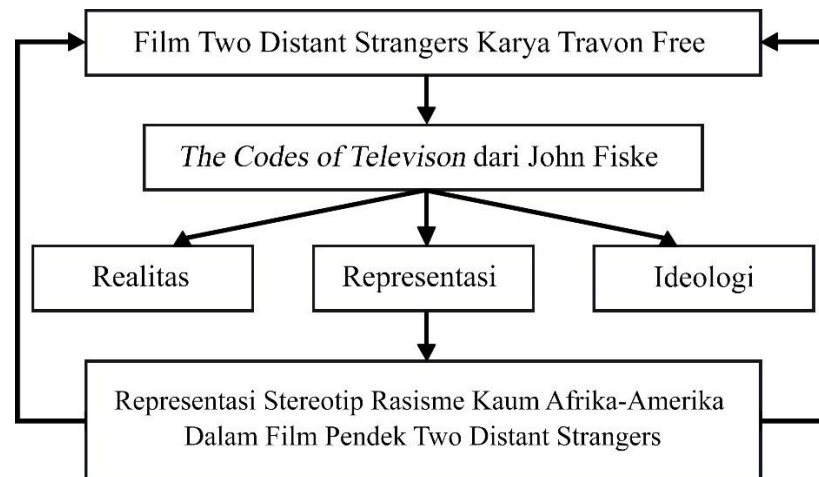 Film Two Distant Strangers Karya Travon Free
The Codes of Televison dari John Fiske
Realitas
Representasi
Ideologi
Representasi Stereotip Rasisme Kaum Afrika-Amerika
Dalam Film Pendek Two Distant Strangers